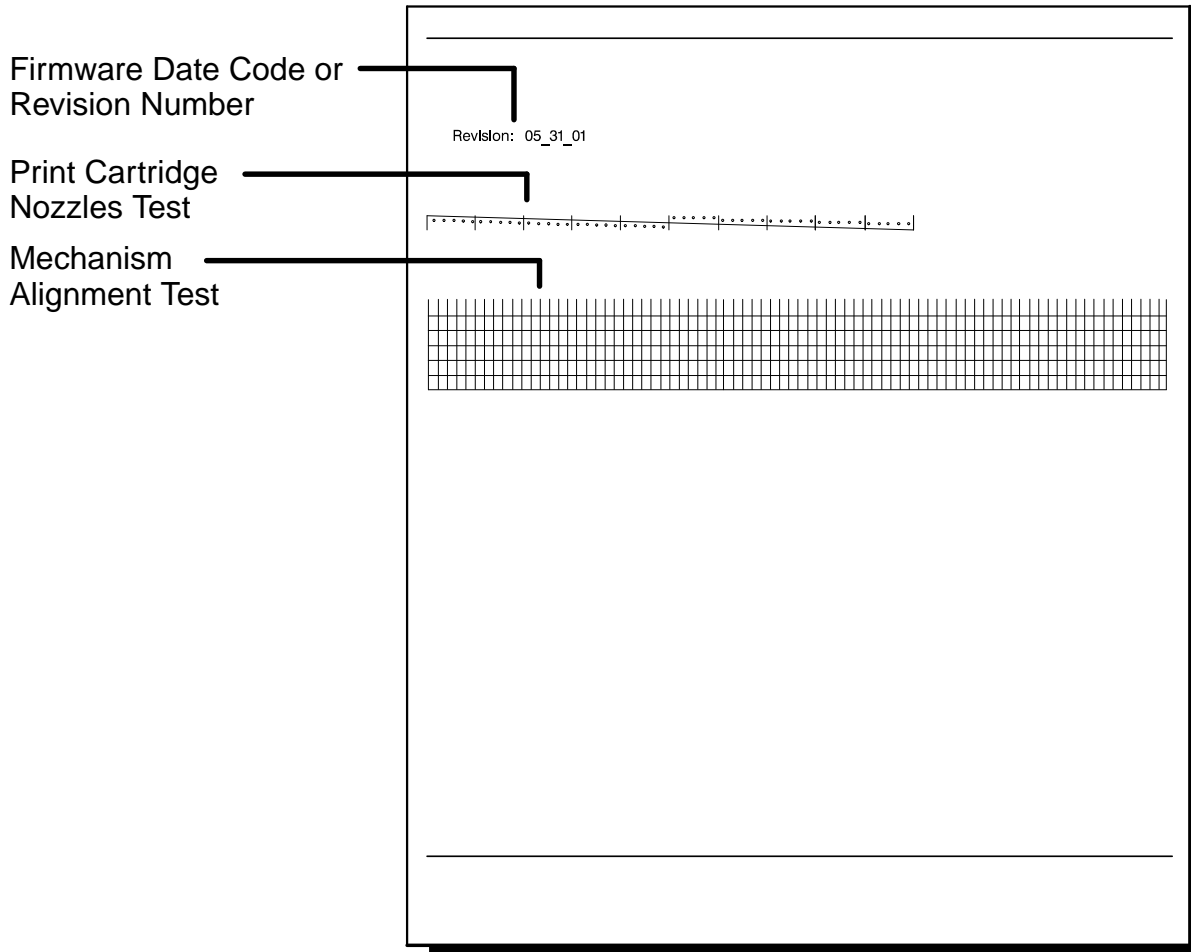 Firmware Date Code or
Revision Number
Revision: 05_31_01
Print Cartridge
Nozzles Test
Mechanism
Alignment Test